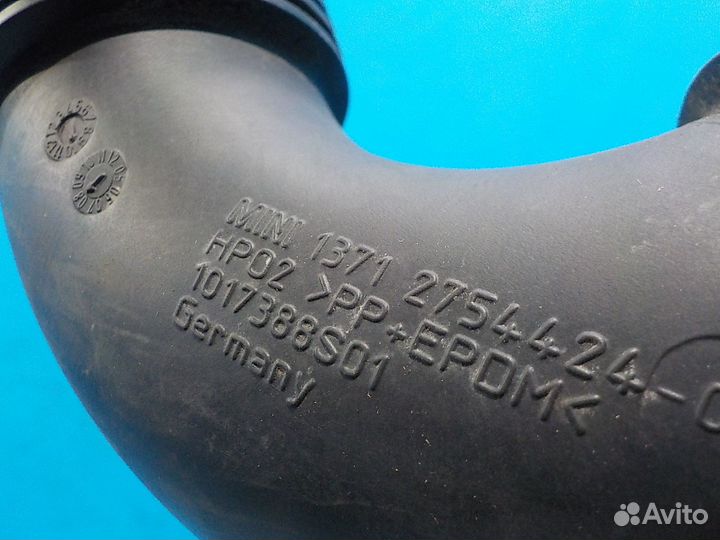 MINI 1371 2754424-0
HP02 >PP+EPDM<
1017388S01
Germany
Avito